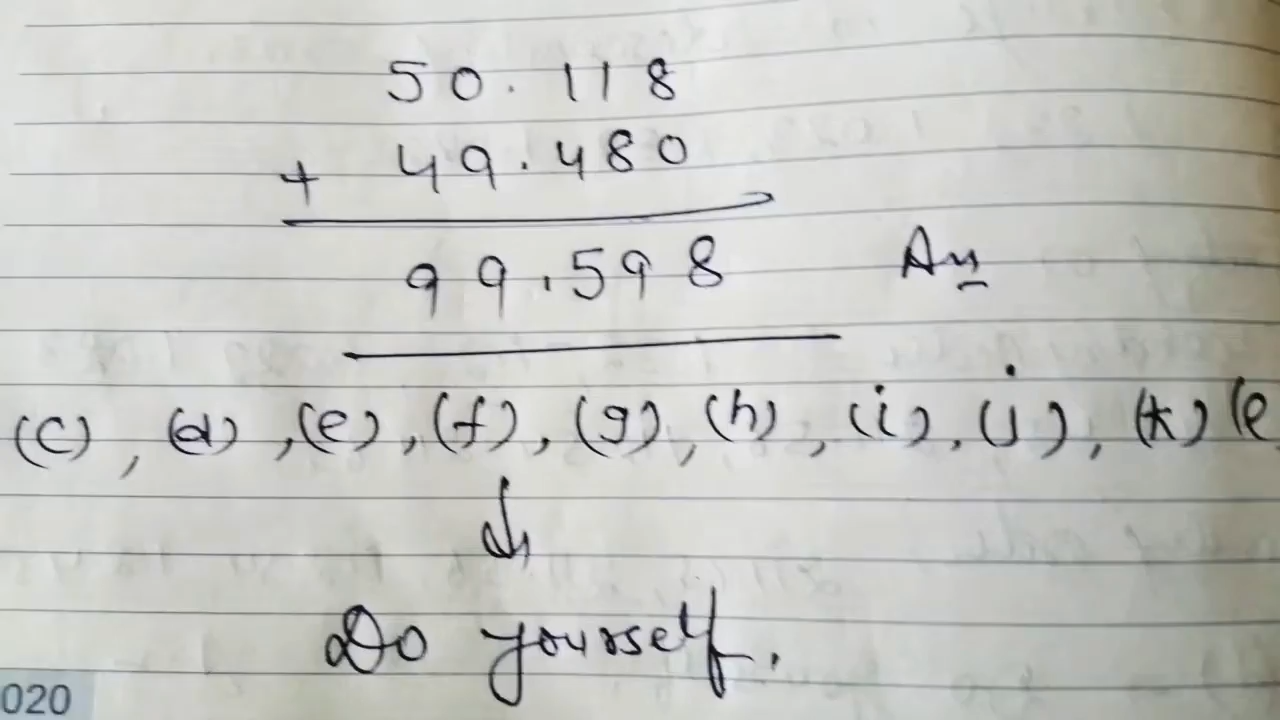 50.118
+ 49.480
99.598 Ans
(c), (d), (e), (f), (g), (h), (i), (j), (k) (l
Do yourself.
020